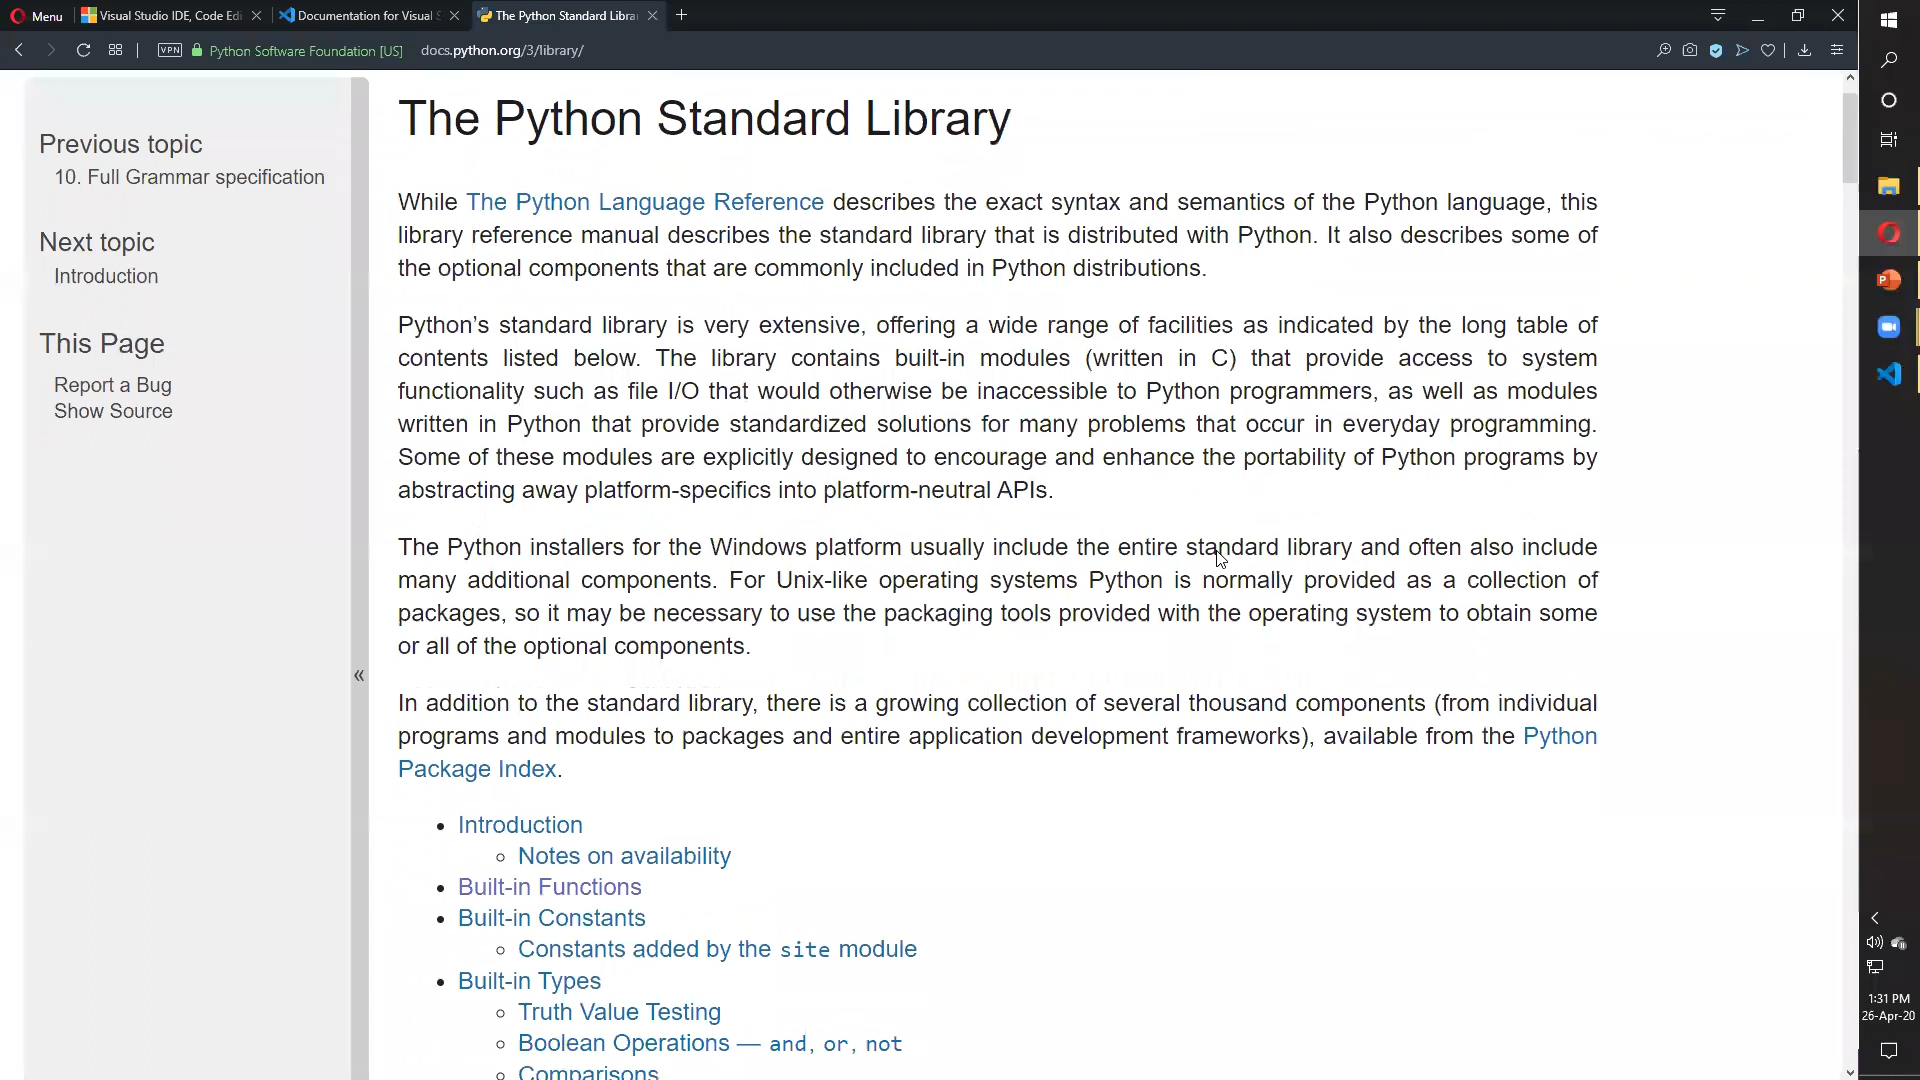 Menu
Visual Studio IDE, Code Edi
Documentation for Visual S
The Python Standard Librar
VPN
Python Software Foundation [US]
docs.python.org/3/library/
Previous topic
10. Full Grammar specification
Next topic
Introduction
This Page
Report a Bug
Show Source
«
The Python Standard Library
While The Python Language Reference describes the exact syntax and semantics of the Python language, this
library reference manual describes the standard library that is distributed with Python. It also describes some of
the optional components that are commonly included in Python distributions.
Python’s standard library is very extensive, offering a wide range of facilities as indicated by the long table of
contents listed below. The library contains built-in modules (written in C) that provide access to system
functionality such as file I/O that would otherwise be inaccessible to Python programmers, as well as modules
written in Python that provide standardized solutions for many problems that occur in everyday programming.
Some of these modules are explicitly designed to encourage and enhance the portability of Python programs by
abstracting away platform-specifics into platform-neutral APIs.
The Python installers for the Windows platform usually include the entire standard library and often also include
many additional components. For Unix-like operating systems Python is normally provided as a collection of
packages, so it may be necessary to use the packaging tools provided with the operating system to obtain some
or all of the optional components.
In addition to the standard library, there is a growing collection of several thousand components (from individual
programs and modules to packages and entire application development frameworks), available from the Python
Package Index.
Introduction
Notes on availability
Built-in Functions
Built-in Constants
Constants added by the site module
Built-in Types
Truth Value Testing
Boolean Operations — and, or, not
Comparisons
1:31 PM
26-Apr-20